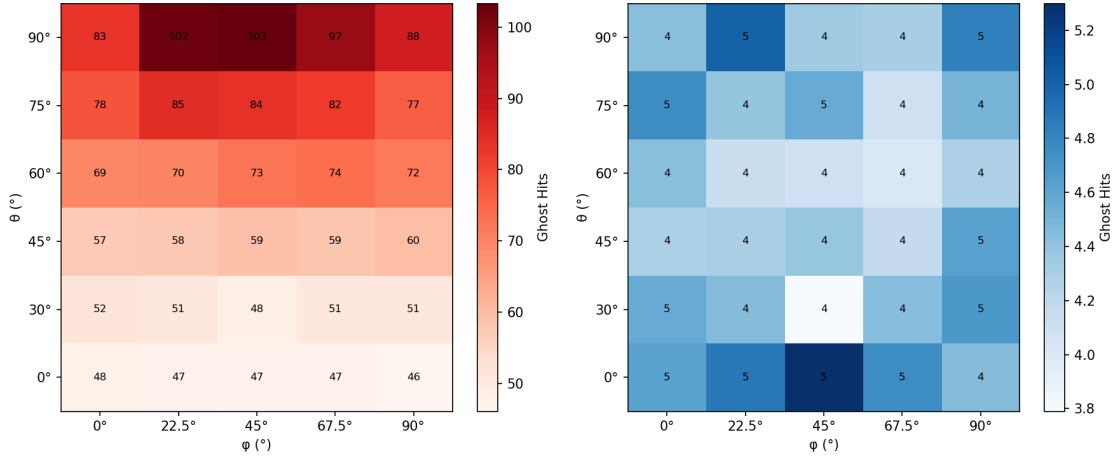 90° 83 102 103 97 88
75° 78 85 84 82 77
60° 69 70 73 74 72
45° 57 58 59 59 60
30° 52 51 48 51 51
0° 48 47 47 47 46
0° 22.5° 45° 67.5° 90°
φ (°)
θ (°)
100
90
80
70
60
50
Ghost Hits
90° 4 5 4 4 5
75° 5 4 5 4 4
60° 4 4 4 4 4
45° 4 4 4 4 5
30° 5 4 4 4 5
0° 5 5 5 5 4
0° 22.5° 45° 67.5° 90°
φ (°)
θ (°)
5.2
5.0
4.8
4.6
4.4
4.2
4.0
3.8
Ghost Hits